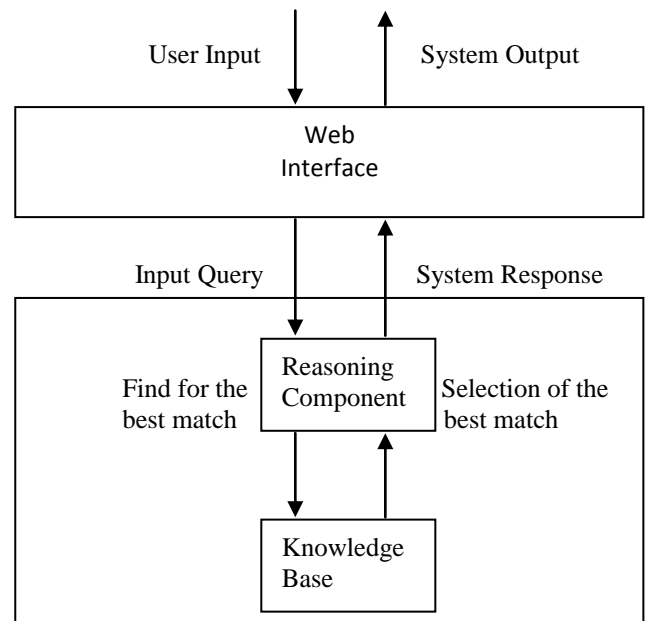 User Input
System Output
Web
Interface
Input Query
System Response
Reasoning
Component
Find for the
best match
Selection of the
best match
Knowledge
Base